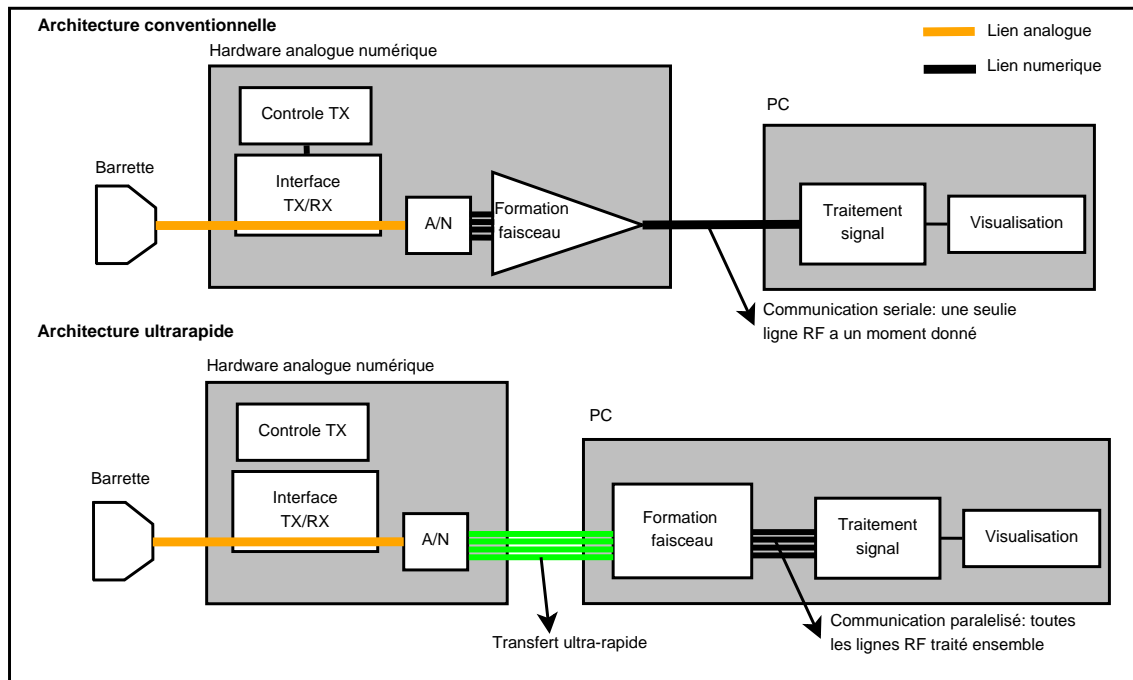 Architecture conventionnelle
Hardware analogue numérique
Lien analogue
Lien numerique
PC
Controle TX
Barrette
Interface
TX/RX
A/N
Formation
faisceau
Traitement
signal
Visualisation
Communication seriale: une seulie
ligne RF a un moment donné
Architecture ultrarapide
Hardware analogue numérique
PC
Controle TX
Barrette
Interface
TX/RX
A/N
Formation
faisceau
Traitement
signal
Visualisation
Transfert ultra-rapide
Communication paralelisé: toutes
les lignes RF traité ensemble